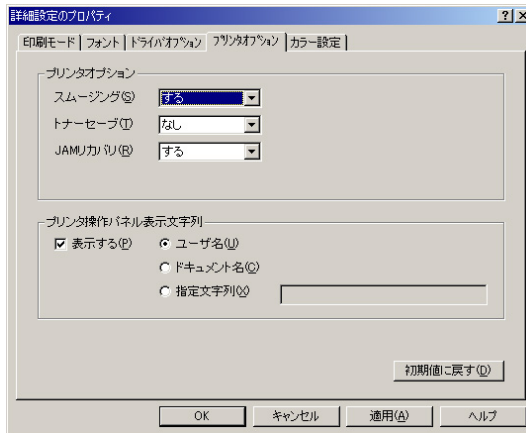 詳細設定のプロパティ
印刷モード フォント ドライバオプション プリンタオプション カラー設定
プリンタオプション
スムージング(S) する
トナーセーブ(T) なし
JAMリカバリ(R) する
プリンタ操作パネル表示文字列
表示する(P) ユーザ名(U)
ドキュメント名(C)
指定文字列(X)
初期値に戻す(D)
OK キャンセル 適用(A) ヘルプ